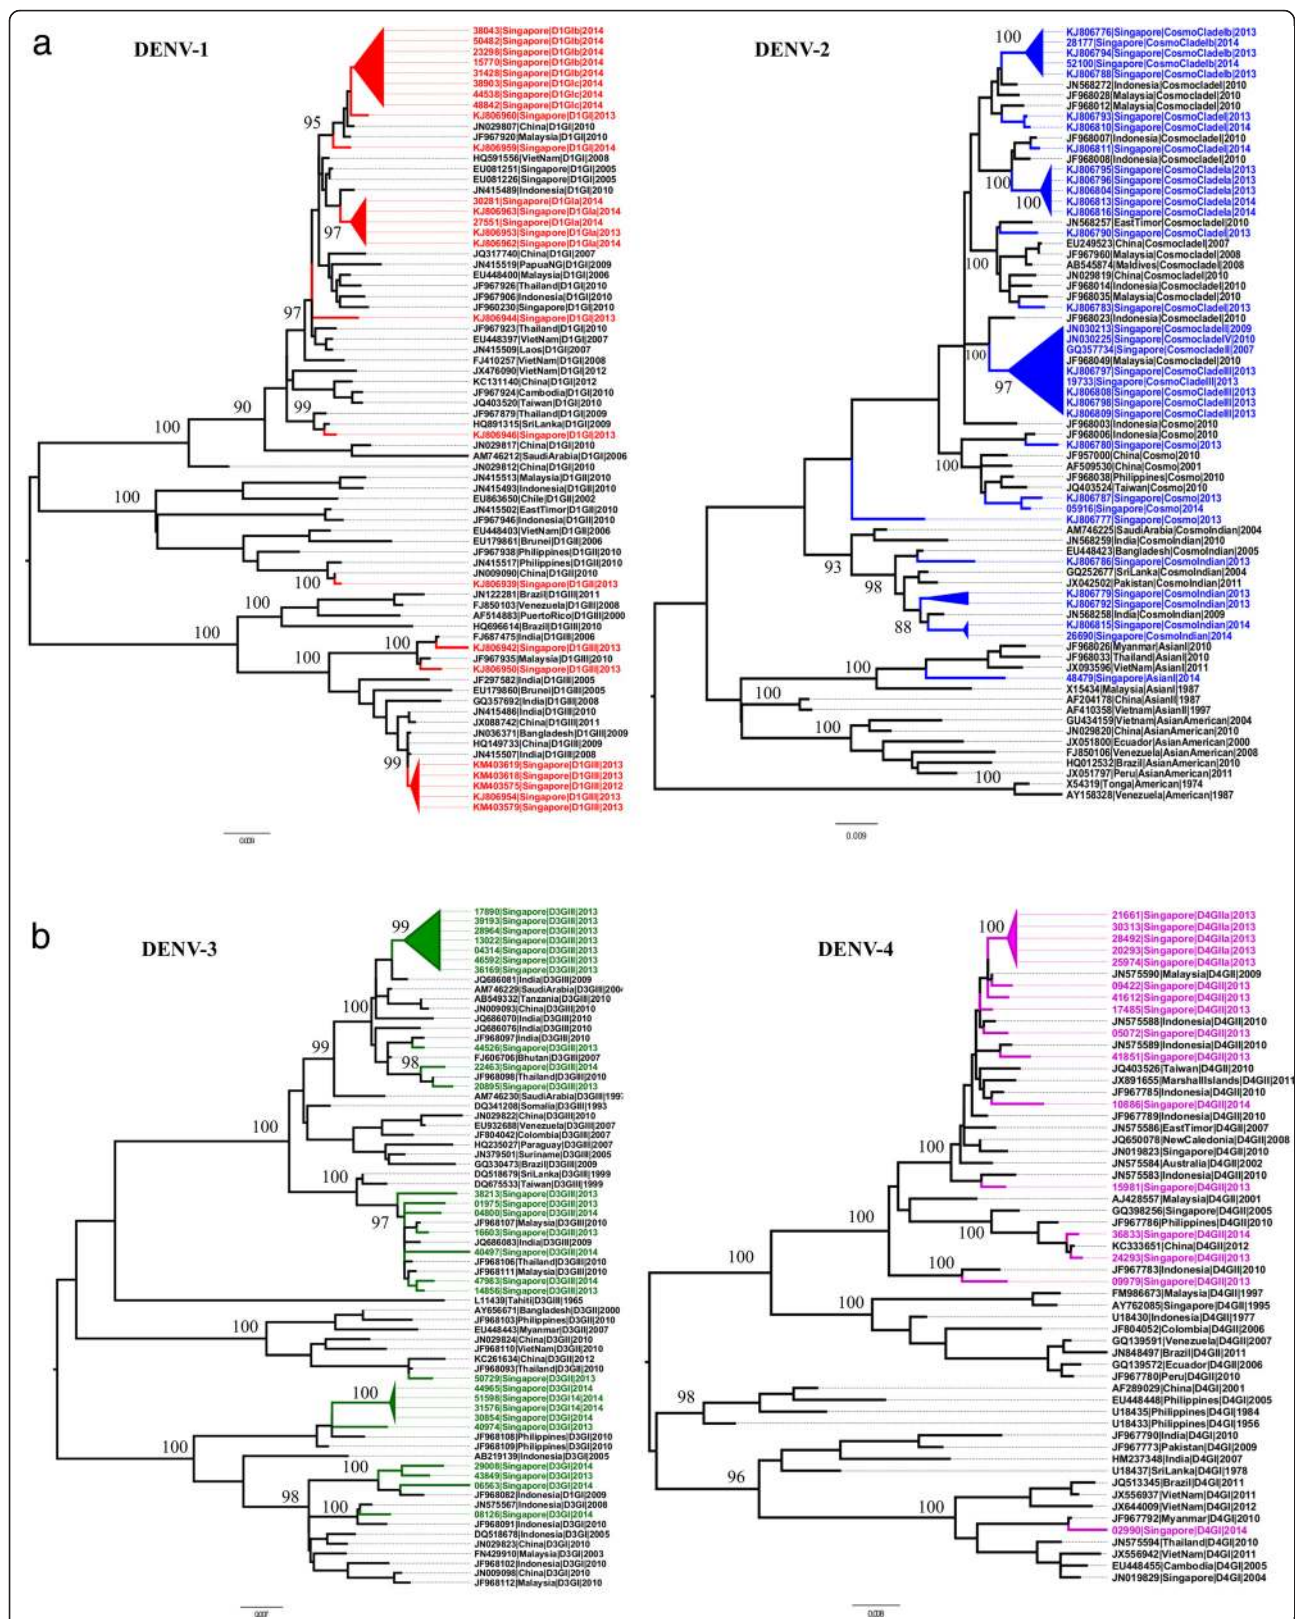 a
DENV-1
38043|Singapore|D1GIb|2014
50482|Singapore|D1GIb|2014
23298|Singapore|D1GIb|2014
15770|Singapore|D1GIb|2014
31428|Singapore|D1GIb|2014
38903|Singapore|D1GIc|2014
44538|Singapore|D1GIc|2014
48842|Singapore|D1GIc|2014
KJ806960|Singapore|D1GI|2013
95
JN029807|China|D1GI|2010
JF967920|Malaysia|D1GI|2010
KJ806959|Singapore|D1GI|2014
HQ591556|VietNam|D1GI|2008
EU081251|Singapore|D1GI|2005
EU081226|Singapore|D1GI|2005
JN415489|Indonesia|D1GI|2010
30281|Singapore|D1GIa|2014
KJ806963|Singapore|D1GIa|2014
27551|Singapore|D1GIa|2014
97
KJ806953|Singapore|D1GIa|2013
KJ806962|Singapore|D1GIa|2014
JQ317740|China|D1GI|2007
JN415519|PapuaNG|D1GI|2009
EU448400|Malaysia|D1GI|2006
JF967926|Thailand|D1GI|2010
JF967906|Indonesia|D1GI|2010
JF960230|Singapore|D1GI|2010
97
KJ806944|Singapore|D1GI|2013
JF967923|Thailand|D1GI|2010
EU448397|VietNam|D1GI|2007
JN415509|Laos|D1GI|2007
FJ410257|VietNam|D1GI|2008
JX476090|VietNam|D1GI|2012
KC131140|China|D1GI|2012
JF967924|Cambodia|D1GI|2010
JQ403520|Taiwan|D1GI|2010
90
99
JF967879|Thailand|D1GI|2009
HQ891315|SriLanka|D1GI|2009
100
KJ806946|Singapore|D1GI|2013
JN029817|China|D1GI|2010
AM746212|SaudiArabia|D1GI|2006
JN029812|China|D1GI|2010
JN415513|Malaysia|D1GII|2010
JN415493|Indonesia|D1GII|2010
100
EU863650|Chile|D1GII|2002
JN415502|EastTimor|D1GII|2010
JF967946|Indonesia|D1GII|2010
EU448403|VietNam|D1GII|2006
EU179861|Brunei|D1GII|2006
JF967938|Philippines|D1GII|2010
JN415517|Philippines|D1GII|2010
JN009090|China|D1GII|2010
100
KJ806939|Singapore|D1GII|2013
JN122281|Brazil|D1GIII|2011
100
FJ850103|Venezuela|D1GIII|2008
AF514883|PuertoRico|D1GIII|2000
HQ696614|Brazil|D1GIII|2010
100
100
FJ687475|India|D1GIII|2006
KJ806942|Singapore|D1GIII|2013
100
JF967935|Malaysia|D1GIII|2010
KJ806950|Singapore|D1GIII|2013
JF297582|India|D1GIII|2005
EU179860|Brunei|D1GIII|2005
GQ357692|India|D1GIII|2008
JN415486|India|D1GIII|2010
JX088742|China|D1GIII|2011
JN036371|Bangladesh|D1GIII|2009
HQ149733|China|D1GIII|2009
JN415507|India|D1GIII|2008
99
KM403619|Singapore|D1GIII|2013
KM403618|Singapore|D1GIII|2013
KM403575|Singapore|D1GIII|2012
KJ806954|Singapore|D1GIII|2013
KM403579|Singapore|D1GIII|2013
DENV-2
KJ806776|Singapore|CosmoCladeIb|2013
100
28177|Singapore|CosmoCladeIb|2014
KJ806794|Singapore|CosmoCladeIb|2013
52100|Singapore|CosmoCladeIb|2014
KJ806788|Singapore|CosmoCladeIb|2013
JN568272|Indonesia|CosmocladeI|2010
JF968028|Malaysia|CosmocladeI|2010
JF968012|Malaysia|CosmocladeI|2010
KJ806793|Singapore|CosmoCladeI|2013
KJ806810|Singapore|CosmoCladeI|2014
JF968007|Indonesia|CosmocladeI|2010
KJ806811|Singapore|CosmoCladeI|2014
JF968008|Indonesia|CosmocladeI|2010
KJ806795|Singapore|CosmoCladeIa|2013
100
KJ806796|Singapore|CosmoCladeIa|2013
KJ806804|Singapore|CosmoCladeIa|2013
100
KJ806813|Singapore|CosmoCladeIa|2014
KJ806816|Singapore|CosmoCladeIa|2014
JN568257|EastTimor|CosmocladeI|2010
KJ806790|Singapore|CosmoCladeI|2013
EU249523|China|CosmocladeI|2007
JF967960|Malaysia|CosmocladeI|2008
100
AB545874|Maldives|CosmocladeI|2008
JN029819|China|CosmocladeI|2010
JF968014|Indonesia|CosmocladeI|2010
JF968035|Malaysia|CosmocladeI|2010
KJ806783|Singapore|CosmoCladeI|2013
JF968023|Indonesia|CosmocladeI|2010
JN030213|Singapore|CosmocladeII|2009
JN030225|Singapore|CosmocladeIV|2010
GQ357734|Singapore|CosmocladeII|2007
100
JF968049|Malaysia|CosmocladeI|2010
KJ806797|Singapore|CosmoCladeIII|2013
19733|Singapore|CosmoCladeIII|2013
97
KJ806808|Singapore|CosmoCladeIII|2013
KJ806798|Singapore|CosmoCladeIII|2013
KJ806809|Singapore|CosmoCladeIII|2013
JF968003|Indonesia|Cosmo|2010
JF968006|Indonesia|Cosmo|2010
KJ806780|Singapore|Cosmo|2013
JF957000|China|Cosmo|2010
100
AF509530|China|Cosmo|2001
JF968038|Philippines|Cosmo|2010
JQ403524|Taiwan|Cosmo|2010
KJ806787|Singapore|Cosmo|2013
05916|Singapore|Cosmo|2014
KJ806777|Singapore|Cosmo|2013
AM746225|SaudiArabia|CosmoIndian|2004
JN568259|India|CosmoIndian|2010
EU448423|Bangladesh|CosmoIndian|2005
93
KJ806786|Singapore|CosmoIndian|2013
GQ252677|SriLanka|CosmoIndian|2004
98
JX042502|Pakistan|CosmoIndian|2011
KJ806779|Singapore|CosmoIndian|2013
KJ806792|Singapore|CosmoIndian|2013
JN568258|India|CosmoIndian|2009
88
KJ806815|Singapore|CosmoIndian|2014
26690|Singapore|CosmoIndian|2014
JF968026|Myanmar|AsianI|2010
JF968033|Thailand|AsianI|2010
100
JX093596|VietNam|AsianI|2011
48479|Singapore|AsianI|2014
X15434|Malaysia|AsianI|1987
100
AF204178|China|AsianII|1987
AF410358|Vietnam|AsianII|1997
GU434159|Vietnam|AsianAmerican|2004
100
JN029820|China|AsianAmerican|2010
JX051800|Ecuador|AsianAmerican|2000
FJ850106|Venezuela|AsianAmerican|2008
HQ012532|Brazil|AsianAmerican|2010
100
JX051797|Peru|AsianAmerican|2011
X54319|Tonga|American|1974
AY158328|Venezuela|American|1987
0.009
0.009
b
DENV-3
17890|Singapore|D3GIII|2013
99
39193|Singapore|D3GIII|2013
28964|Singapore|D3GIII|2013
13022|Singapore|D3GIII|2013
04314|Singapore|D3GIII|2013
46592|Singapore|D3GIII|2013
36169|Singapore|D3GIII|2013
JQ686081|India|D3GIII|2009
AM746229|SaudiArabia|D3GIII|2004
AB549332|Tanzania|D3GIII|2010
100
JN009093|China|D3GIII|2010
JQ686070|India|D3GIII|2010
JQ686076|India|D3GIII|2010
JF968097|India|D3GIII|2010
99
44526|Singapore|D3GIII|2013
FJ606706|Bhutan|D3GIII|2007
98
22463|Singapore|D3GIII|2014
JF968098|Thailand|D3GIII|2010
20895|Singapore|D3GIII|2013
AM746230|SaudiArabia|D3GIII|1997
DQ341208|Somalia|D3GIII|1993
JN029822|China|D3GIII|2010
100
EU932688|Venezuela|D3GIII|2007
JF804042|Colombia|D3GIII|2007
HQ235027|Paraguay|D3GIII|2007
JN379501|Suriname|D3GIII|2005
GQ330473|Brazil|D3GIII|2009
100
DQ518679|SriLanka|D3GIII|1999
DQ675533|Taiwan|D3GIII|1999
38213|Singapore|D3GIII|2013
01975|Singapore|D3GIII|2013
04800|Singapore|D3GIII|2014
97
JF968107|Malaysia|D3GIII|2010
16603|Singapore|D3GIII|2013
JQ686083|India|D3GIII|2009
40497|Singapore|D3GIII|2014
JF968106|Thailand|D3GIII|2010
JF968111|Malaysia|D3GIII|2010
47983|Singapore|D3GIII|2014
14856|Singapore|D3GIII|2013
L11439|Tahiti|D3GIII|1965
AY656671|Bangladesh|D3GII|2000
JF968103|Philippines|D3GII|2010
100
EU448443|Myanmar|D3GII|2007
JN029824|China|D3GII|2010
JF968110|VietNam|D3GII|2010
KC261634|China|D3GII|2012
JF968093|Thailand|D3GII|2010
50729|Singapore|D3GII|2013
100
44965|Singapore|D3GI|2014
51598|Singapore|D3GI14|2014
31576|Singapore|D3GI14|2014
30854|Singapore|D3GI|2014
40974|Singapore|D3GI|2013
JF968108|Philippines|D3GI|2010
100
JF968109|Philippines|D3GI|2010
AB219139|Indonesia|D3GI|2005
100
29008|Singapore|D3GI|2014
43849|Singapore|D3GI|2013
06563|Singapore|D3GI|2014
98
JF968082|Indonesia|D3GI|2009
100
JN575567|Indonesia|D3GI|2008
08126|Singapore|D3GI|2014
JF968091|Indonesia|D3GI|2010
DQ518678|Indonesia|D3GI|2005
JN029823|China|D3GI|2010
FN429910|Malaysia|D3GI|2003
JF968102|Indonesia|D3GI|2010
JN009098|China|D3GI|2010
JF968112|Malaysia|D3GI|2010
0.007
DENV-4
21661|Singapore|D4GIIa|2013
100
30313|Singapore|D4GIIa|2013
28492|Singapore|D4GIIa|2013
20293|Singapore|D4GIIa|2013
25974|Singapore|D4GIIa|2013
JN575590|Malaysia|D4GII|2009
09422|Singapore|D4GII|2013
41612|Singapore|D4GII|2013
17485|Singapore|D4GII|2013
JN575588|Indonesia|D4GII|2010
05072|Singapore|D4GII|2013
JN575589|Indonesia|D4GII|2010
41851|Singapore|D4GII|2013
JQ403526|Taiwan|D4GII|2010
JX891655|MarshallIslands|D4GII|2011
JF967785|Indonesia|D4GII|2010
10886|Singapore|D4GII|2014
JF967789|Indonesia|D4GII|2010
JN575586|EastTimor|D4GII|2007
100
JQ650078|NewCaledonia|D4GII|2008
JN019823|Singapore|D4GII|2010
JN575584|Australia|D4GII|2002
JN575583|Indonesia|D4GII|2010
15981|Singapore|D4GII|2013
AJ428557|Malaysia|D4GII|2001
100
GQ398256|Singapore|D4GII|2005
JF967786|Philippines|D4GII|2010
100
36833|Singapore|D4GII|2014
KC333651|China|D4GII|2012
100
24293|Singapore|D4GII|2013
100
JF967783|Indonesia|D4GII|2010
09979|Singapore|D4GII|2013
FM986673|Malaysia|D4GII|1997
100
AY762085|Singapore|D4GII|1995
U18430|Indonesia|D4GII|1977
JF804052|Colombia|D4GII|2006
GQ139591|Venezuela|D4GII|2007
JN848497|Brazil|D4GII|2011
GQ139572|Ecuador|D4GII|2006
JF967780|Peru|D4GII|2010
98
AF289029|China|D4GI|2001
EU448448|Philippines|D4GI|2005
U18435|Philippines|D4GI|1984
U18433|Philippines|D4GI|1956
JF967790|India|D4GI|2010
JF967773|Pakistan|D4GI|2009
HM237348|India|D4GI|2007
96
U18437|SriLanka|D4GI|1978
JQ513345|Brazil|D4GI|2011
JX556937|VietNam|D4GI|2011
100
JX644009|VietNam|D4GI|2012
JF967792|Myanmar|D4GI|2010
02990|Singapore|D4GI|2014
JN575594|Thailand|D4GI|2010
JX556942|VietNam|D4GI|2011
EU448455|Cambodia|D4GI|2005
JN019829|Singapore|D4GI|2004
0.008